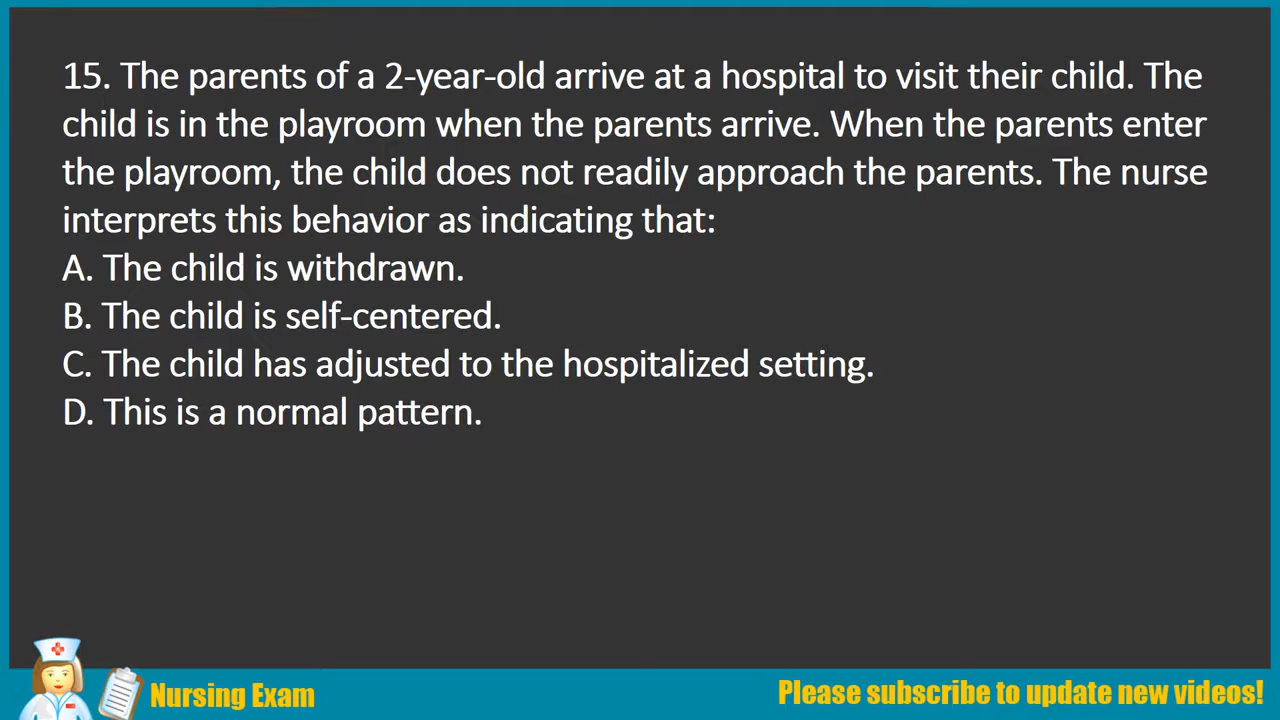 15. The parents of a 2-year-old arrive at a hospital to visit their child. The
child is in the playroom when the parents arrive. When the parents enter
the playroom, the child does not readily approach the parents. The nurse
interprets this behavior as indicating that:
A. The child is withdrawn.
B. The child is self-centered.
C. The child has adjusted to the hospitalized setting.
D. This is a normal pattern.
Nursing Exam
Please subscribe to update new videos!